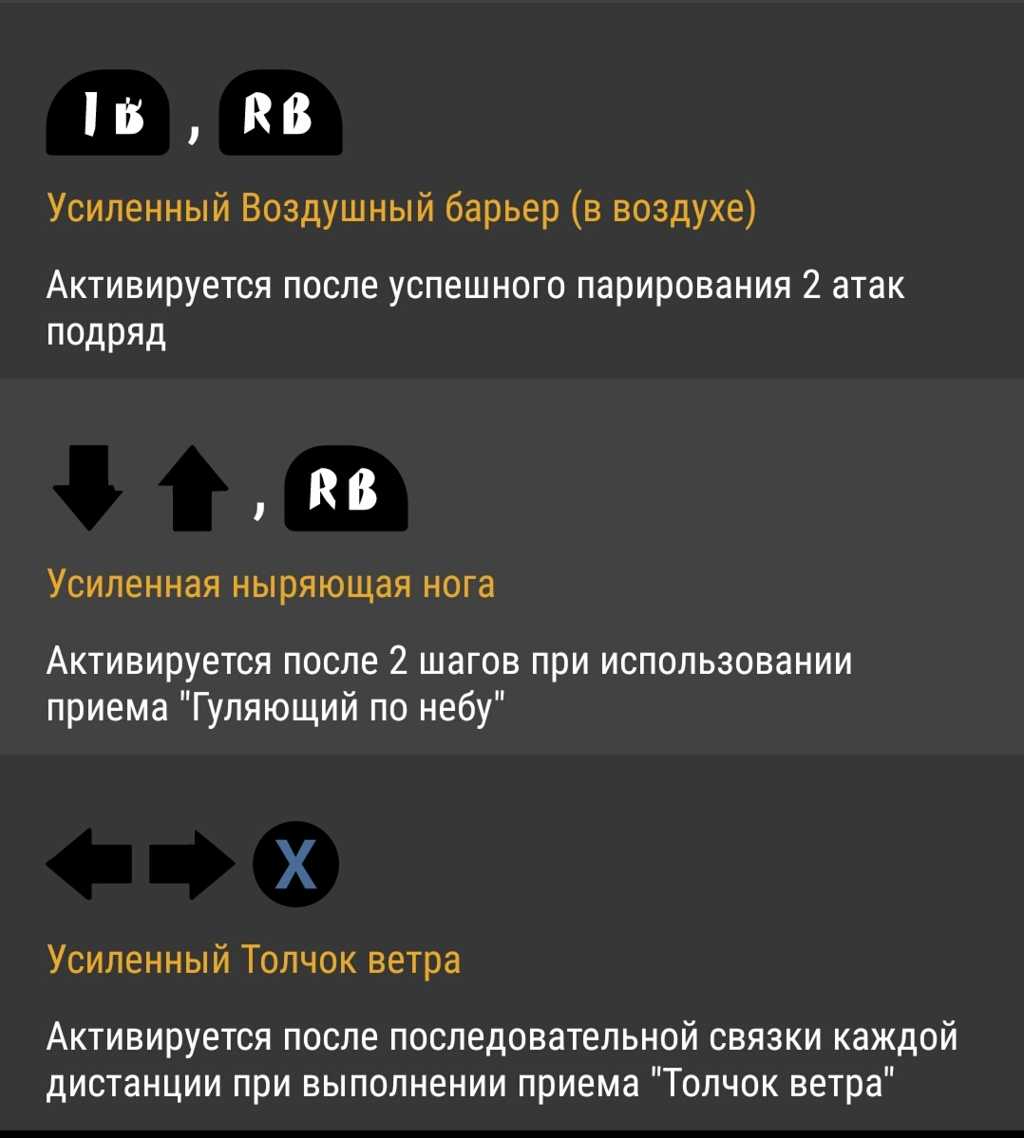 , RB
Усиленный Воздушный барьер (в воздухе)
Активируется после успешного парирования 2 атак
подряд
, RB
Усиленная ныряющая нога
Активируется после 2 шагов при использовании
приема "Гуляющий по небу"
X
Усиленный Толчок ветра
Активируется после последовательной связки каждой
дистанции при выполнении приема "Толчок ветра"